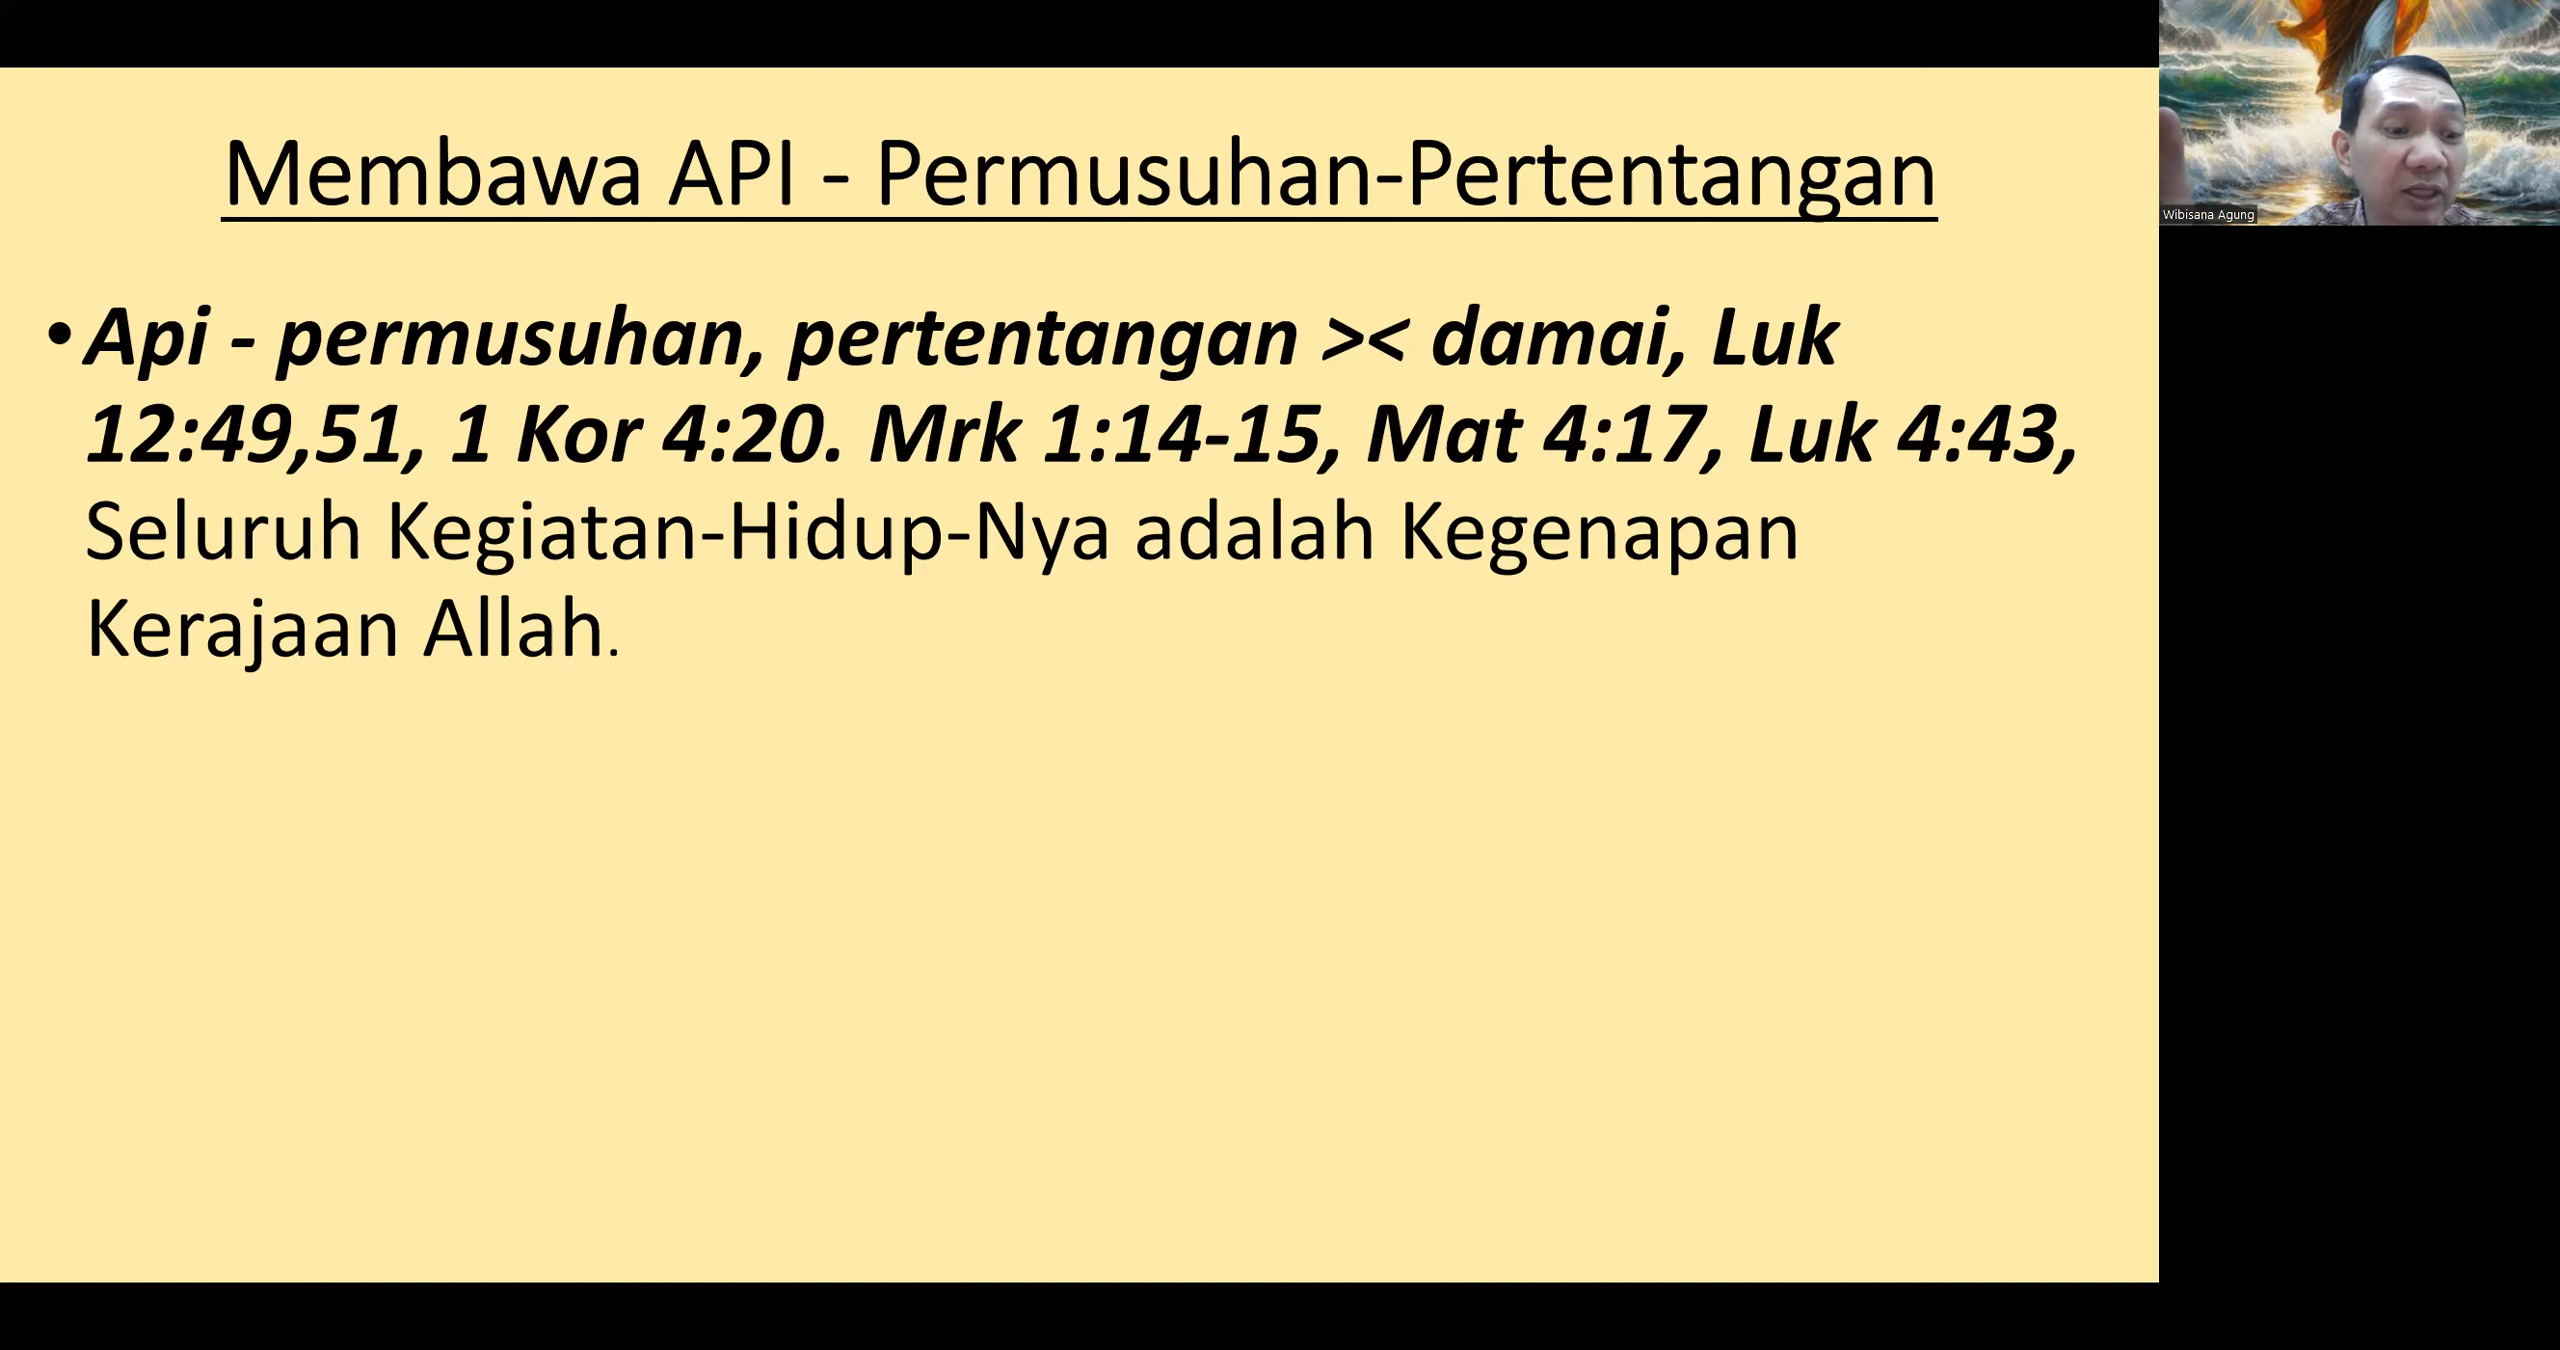 Membawa API - Permusuhan-Pertentangan
• Api - permusuhan, pertentangan >< damai, Luk
12:49,51, 1 Kor 4:20. Mrk 1:14-15, Mat 4:17, Luk 4:43,
Seluruh Kegiatan-Hidup-Nya adalah Kegenapan
Kerajaan Allah.
Wibisana Agung